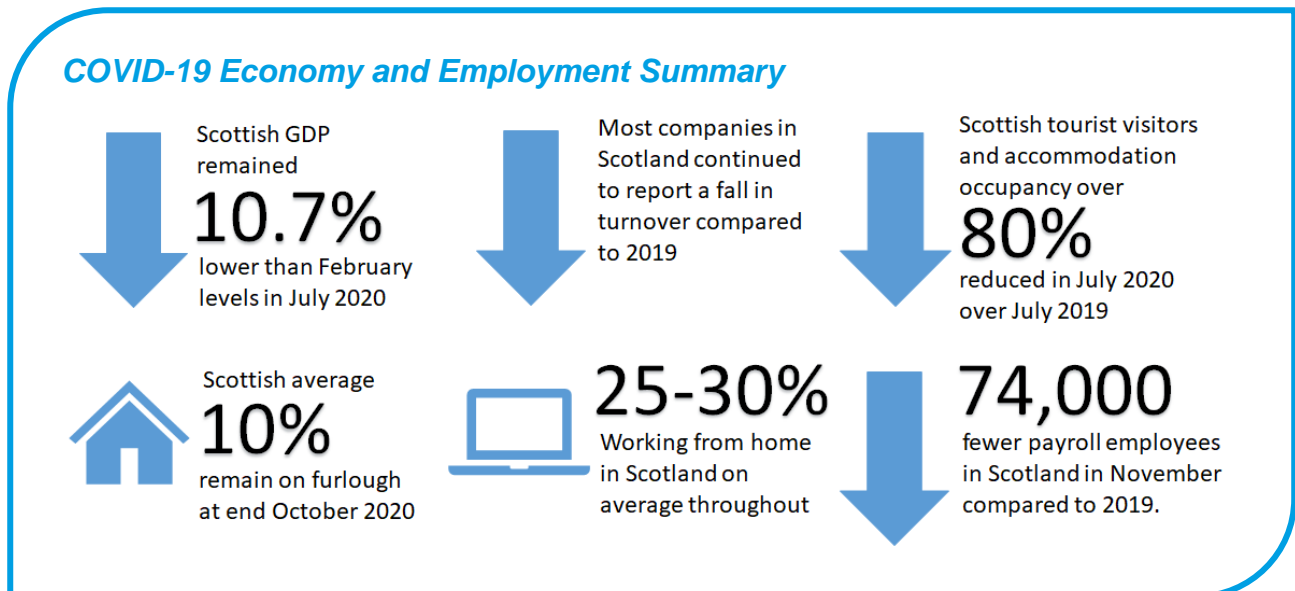 COVID-19 Economy and Employment Summary
Scottish GDP
remained
10.7%
lower than February
levels in July 2020
Most companies in
Scotland continued
to report a fall in
turnover compared
to 2019
Scottish tourist visitors
and accommodation
occupancy over
80%
reduced in July 2020
over July 2019
Scottish average
10%
remain on furlough
at end October 2020
25-30%
Working from home
in Scotland on
average throughout
74,000
fewer payroll employees
in Scotland in November
compared to 2019.